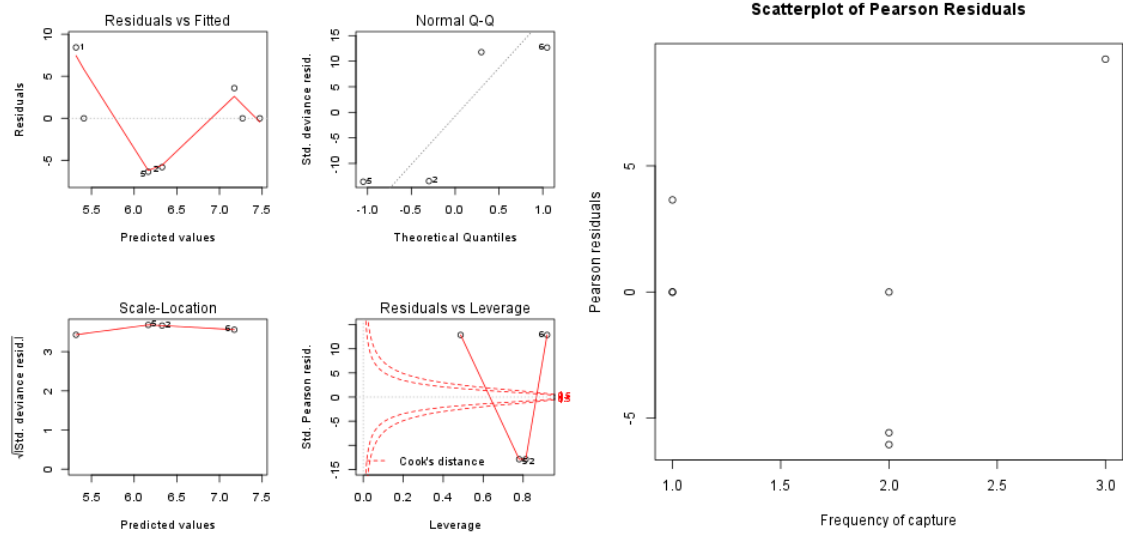 Residuals vs Fitted
Residuals
10
5
0
-5
1
5
2
5.5 6.0 6.5 7.0 7.5
Predicted values
Normal Q-Q
Std. deviance resid.
15
10
5
0
-5
-10
6
5
2
-1.0 -0.5 0.0 0.5 1.0
Theoretical Quantiles
Scale-Location
√|Std. deviance resid.|
3
2
1
0
5
2
6
5.5 6.0 6.5 7.0 7.5
Predicted values
Residuals vs Leverage
Std. Pearson resid.
10
5
0
-5
-15
6
5 2
Cook's distance
0.0 0.2 0.4 0.6 0.8
Leverage
Scatterplot of Pearson Residuals
Pearson residuals
5
0
-5
1.0 1.5 2.0 2.5 3.0
Frequency of capture